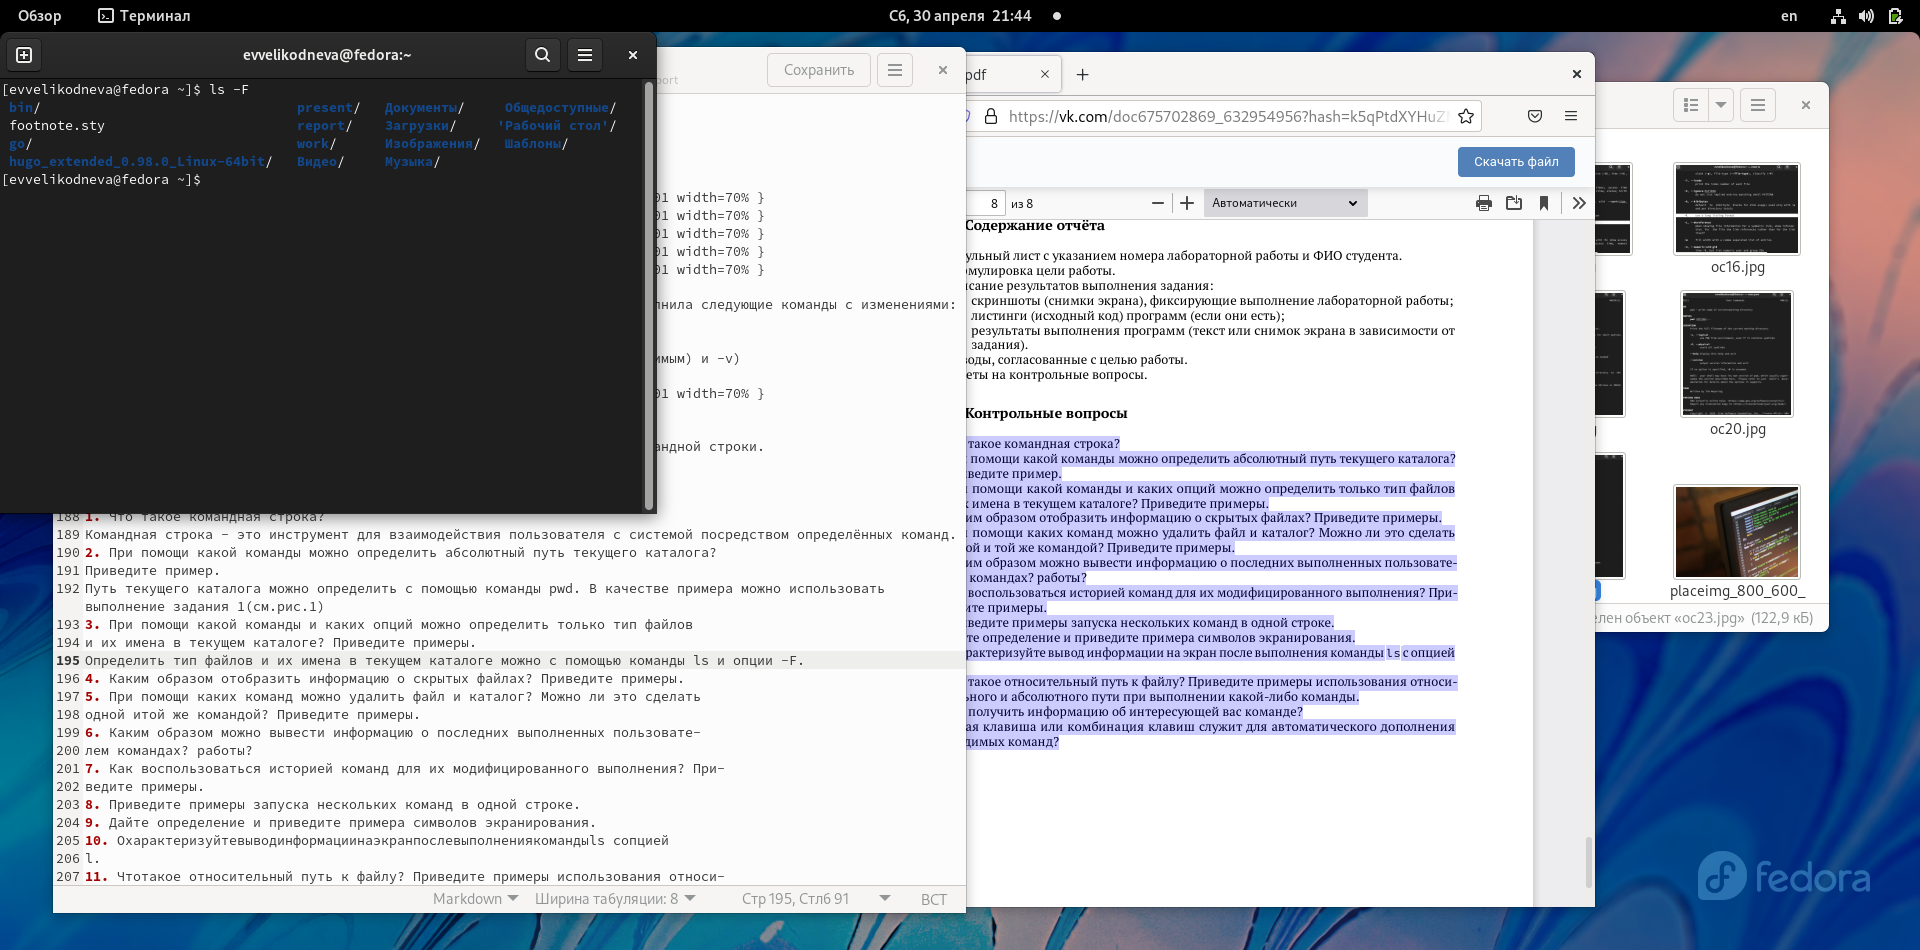 Обзор
Терминал
Сб, 30 апреля 21:44
en
evvelikodneva@fedora:~
[evvelikodneva@fedora ~]$ ls -F
bin/ present/ Документы/ Общедоступные/
footnote.sty report/ Загрузки/ 'Рабочий стол'/
go/ work/ Изображения/ Шаблоны/
hugo_extended_0.98.0_Linux-64bit/ Видео/ Музыка/
[evvelikodneva@fedora ~]$
Сохранить
01 width=70% }
01 width=70% }
01 width=70% }
01 width=70% }
01 width=70% }
нила следующие команды с изменениями:
имым) и -v)
01 width=70% }
андной строки.
188 1. Что такое командная строка?
189 Командная строка - это инструмент для взаимодействия пользователя с системой посредством определённых команд.
190 2. При помощи какой команды можно определить абсолютный путь текущего каталога?
191 Приведите пример.
192 Путь текущего каталога можно определить с помощью команды pwd. В качестве примера можно использовать
выполнение задания 1(см.рис.1)
193 3. При помощи какой команды и каких опций можно определить только тип файлов
194 и их имена в текущем каталоге? Приведите примеры.
195 Определить тип файлов и их имена в текущем каталоге можно с помощью команды ls и опции -F.
196 4. Каким образом отобразить информацию о скрытых файлах? Приведите примеры.
197 5. При помощи каких команд можно удалить файл и каталог? Можно ли это сделать
198 одной итой же командой? Приведите примеры.
199 6. Каким образом можно вывести информацию о последних выполненных пользовате-
200 лем командах? работы?
201 7. Как воспользоваться историей команд для их модифицированного выполнения? При-
202 ведите примеры.
203 8. Приведите примеры запуска нескольких команд в одной строке.
204 9. Дайте определение и приведите примера символов экранирования.
205 10. Охарактеризуйтевыводинформациинаэкранпослевыполнениякомандыls сопцией
206 l.
207 11. Чтотакое относительный путь к файлу? Приведите примеры использования относи-
Markdown Ширина табуляции: 8 Стр 195, Стлб 91 ВСТ
pdf
https://vk.com/doc675702869_632954956?hash=k5qPtdXYHuZ
Скачать файл
8 из 8
Автоматически
Содержание отчёта
ульный лист с указанием номера лабораторной работы и ФИО студента.
мулировка цели работы.
исание результатов выполнения задания:
скриншоты (снимки экрана), фиксирующие выполнение лабораторной работы;
листинги (исходный код) программ (если они есть);
результаты выполнения программ (текст или снимок экрана в зависимости от
задания).
воды, согласованные с целью работы.
еты на контрольные вопросы.
Контрольные вопросы
такое командная строка?
помощи какой команды можно определить абсолютный путь текущего каталога?
ведите пример.
помощи какой команды и каких опций можно определить только тип файлов
имена в текущем каталоге? Приведите примеры.
им образом отобразить информацию о скрытых файлах? Приведите примеры.
помощи каких команд можно удалить файл и каталог? Можно ли это сделать
ой и той же командой? Приведите примеры.
им образом можно вывести информацию о последних выполненных пользовате-
командах? работы?
воспользоваться историей команд для их модифицированного выполнения? При-
ите примеры.
ведите примеры запуска нескольких команд в одной строке.
те определение и приведите примера символов экранирования.
рактеризуйте вывод информации на экран после выполнения команды ls с опцией
такое относительный путь к файлу? Приведите примеры использования относи-
ьного и абсолютного пути при выполнении какой-либо команды.
получить информацию об интересующей вас команде?
ая клавиша или комбинация клавиш служит для автоматического дополнения
димых команд?
ос16.jpg
ос20.jpg
placeimg_800_600_
елен объект «ос23.jpg» (122,9 кБ)
fedora